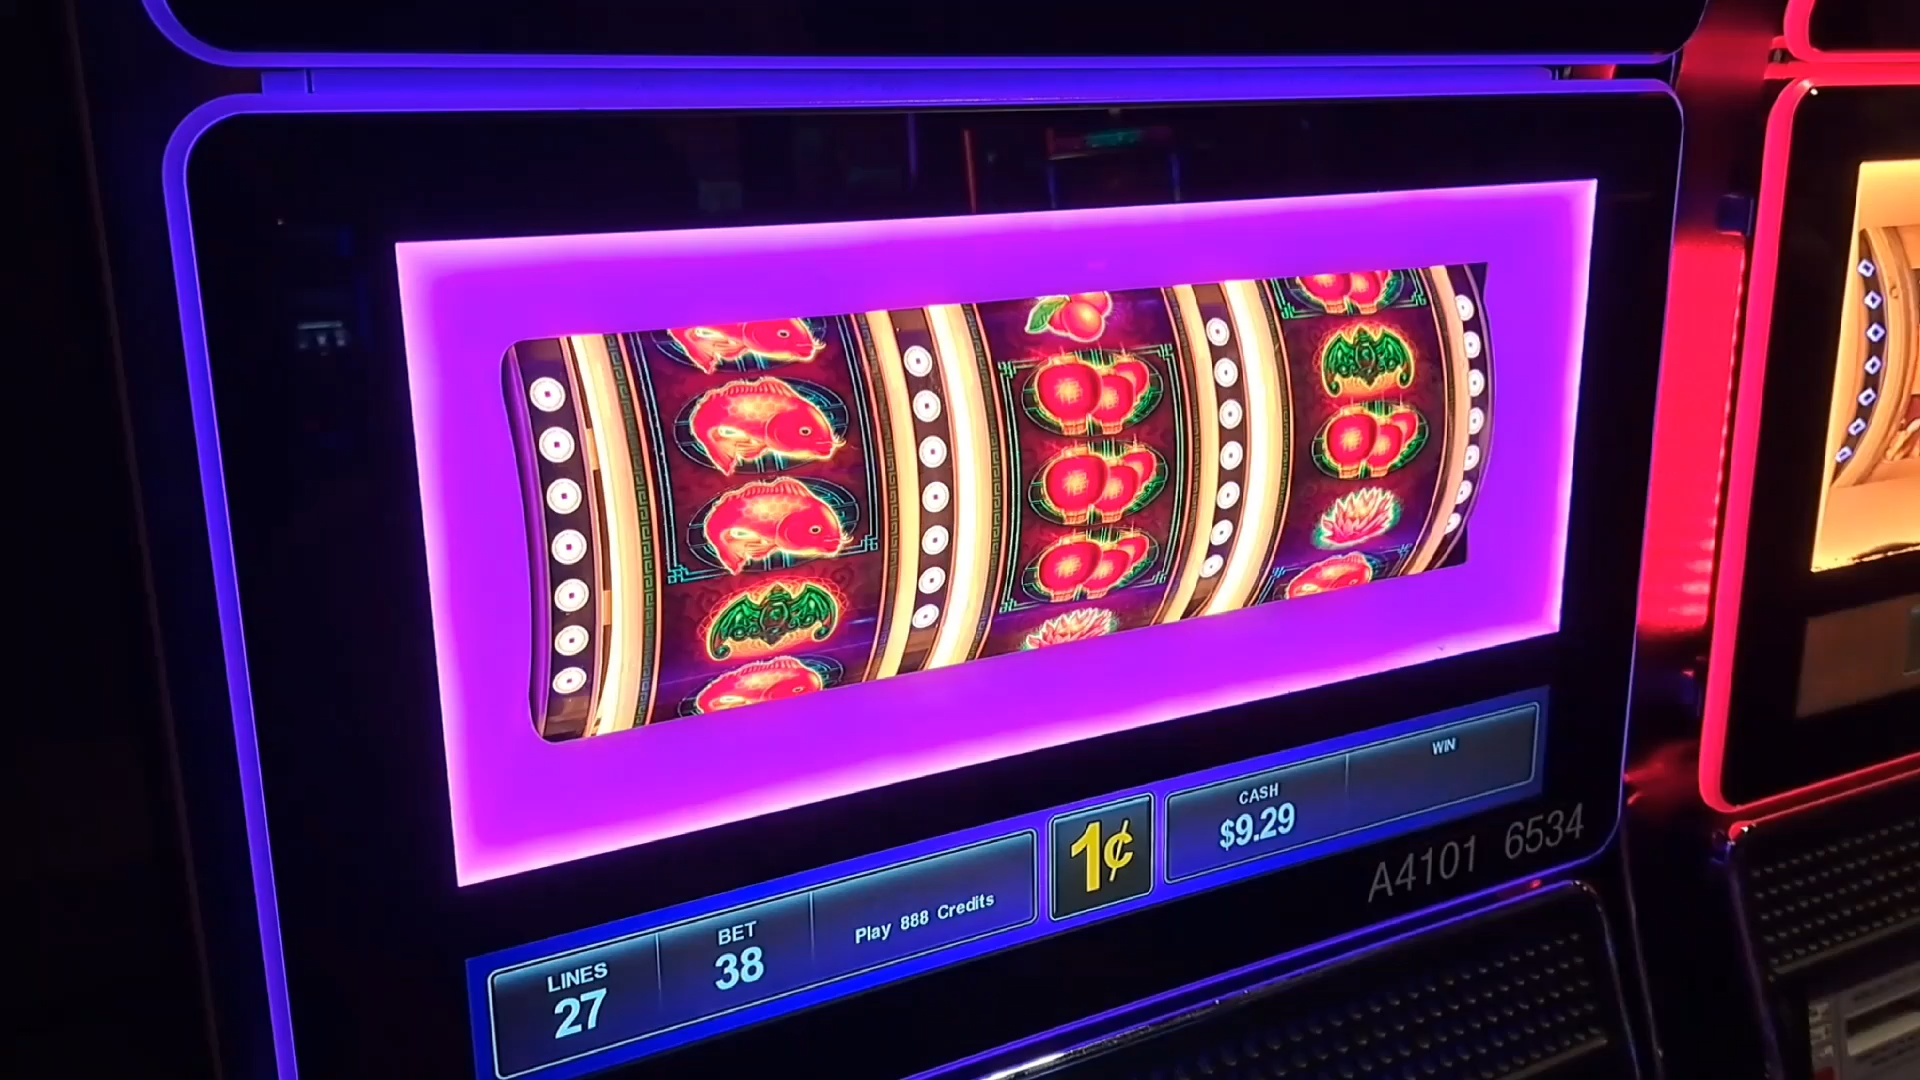 LINES
27
BET
38
Play 888 Credits
1¢
CASH
$9.29
WIN
A4101 6534